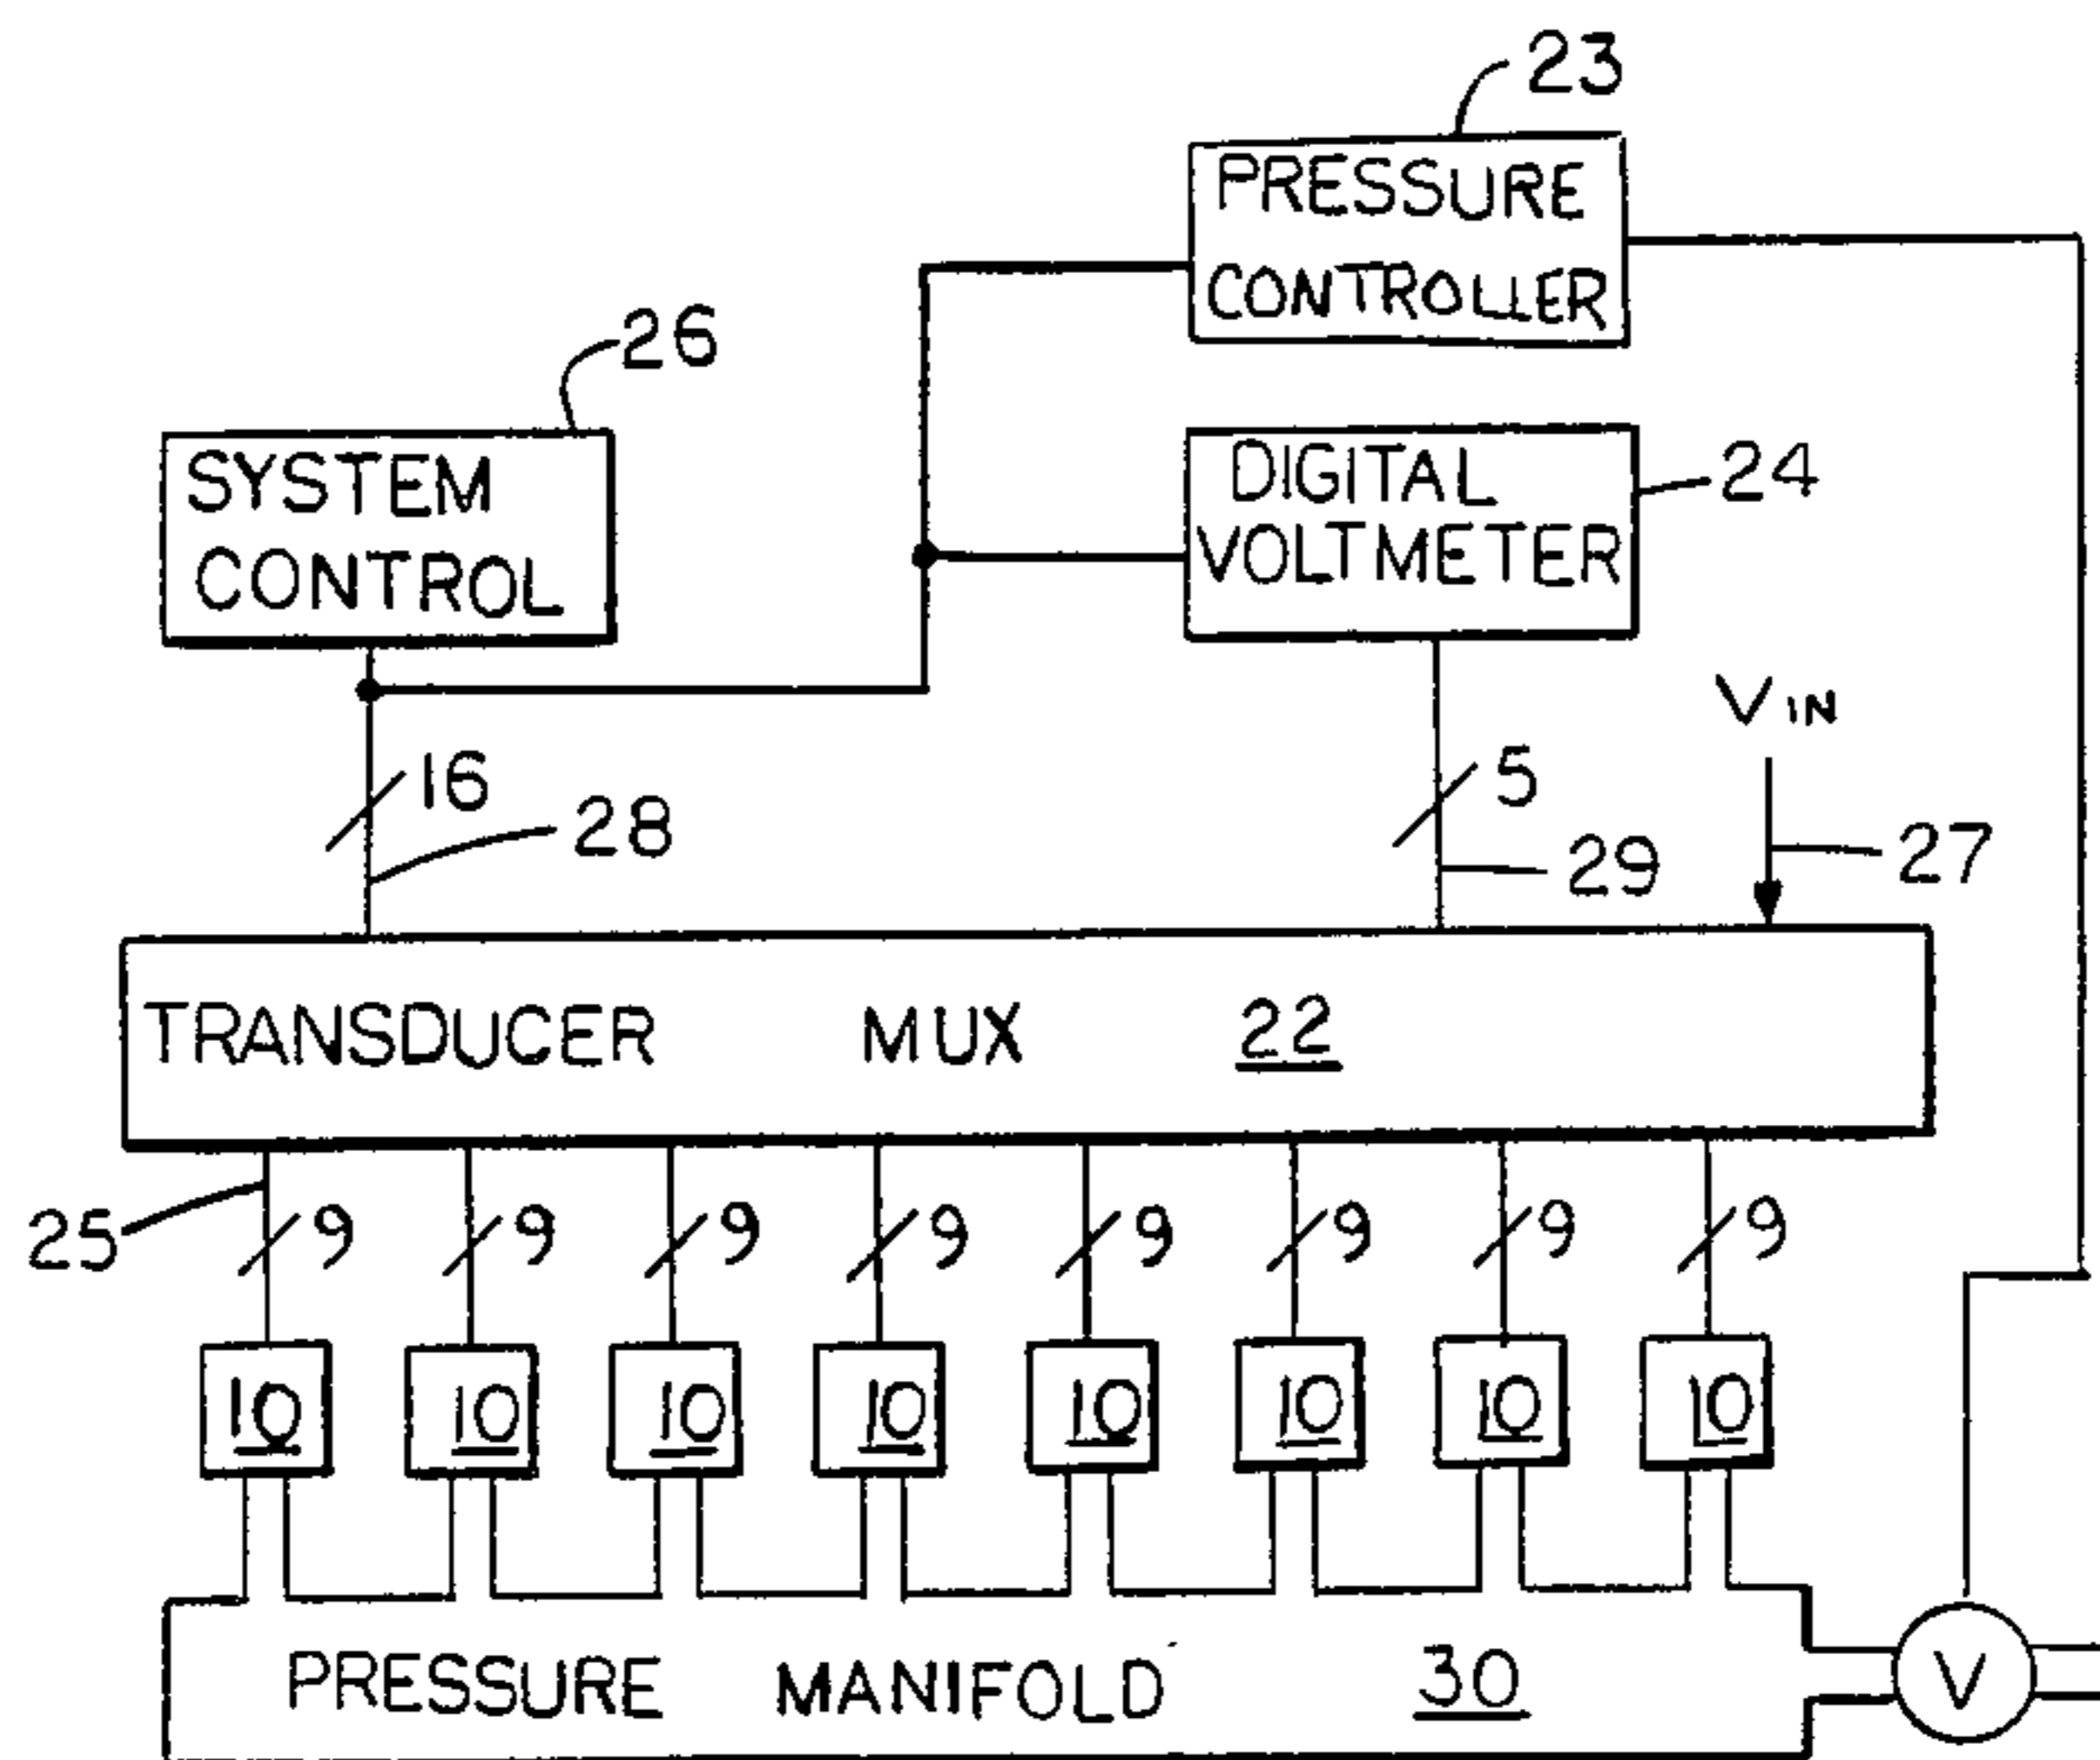 23
PRESSURE
CONTROLLER
26
SYSTEM
CONTROL
DIGITAL
VOLTMETER
24
VIN
16
28
5
29
27
TRANSDUCER MUX 22
25
9 9 9 9 9 9 9 9
10 10 10 10 10 10 10 10
PRESSURE MANIFOLD 30
V